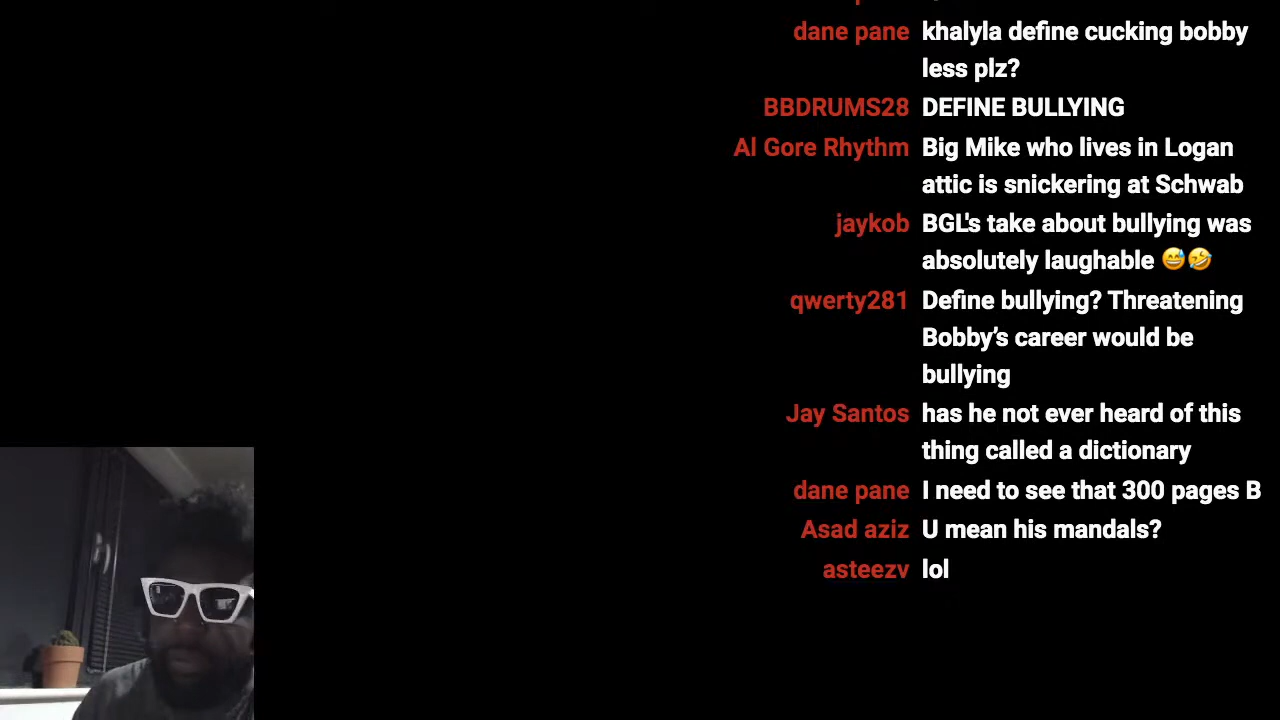 dane pane khalyla define cucking bobby
less plz?
BBDRUMS28 DEFINE BULLYING
Al Gore Rhythm Big Mike who lives in Logan
attic is snickering at Schwab
jaykob BGL's take about bullying was
absolutely laughable 😅🤣
qwerty281 Define bullying? Threatening
Bobby’s career would be
bullying
Jay Santos has he not ever heard of this
thing called a dictionary
dane pane I need to see that 300 pages B
Asad aziz U mean his mandals?
asteezv lol